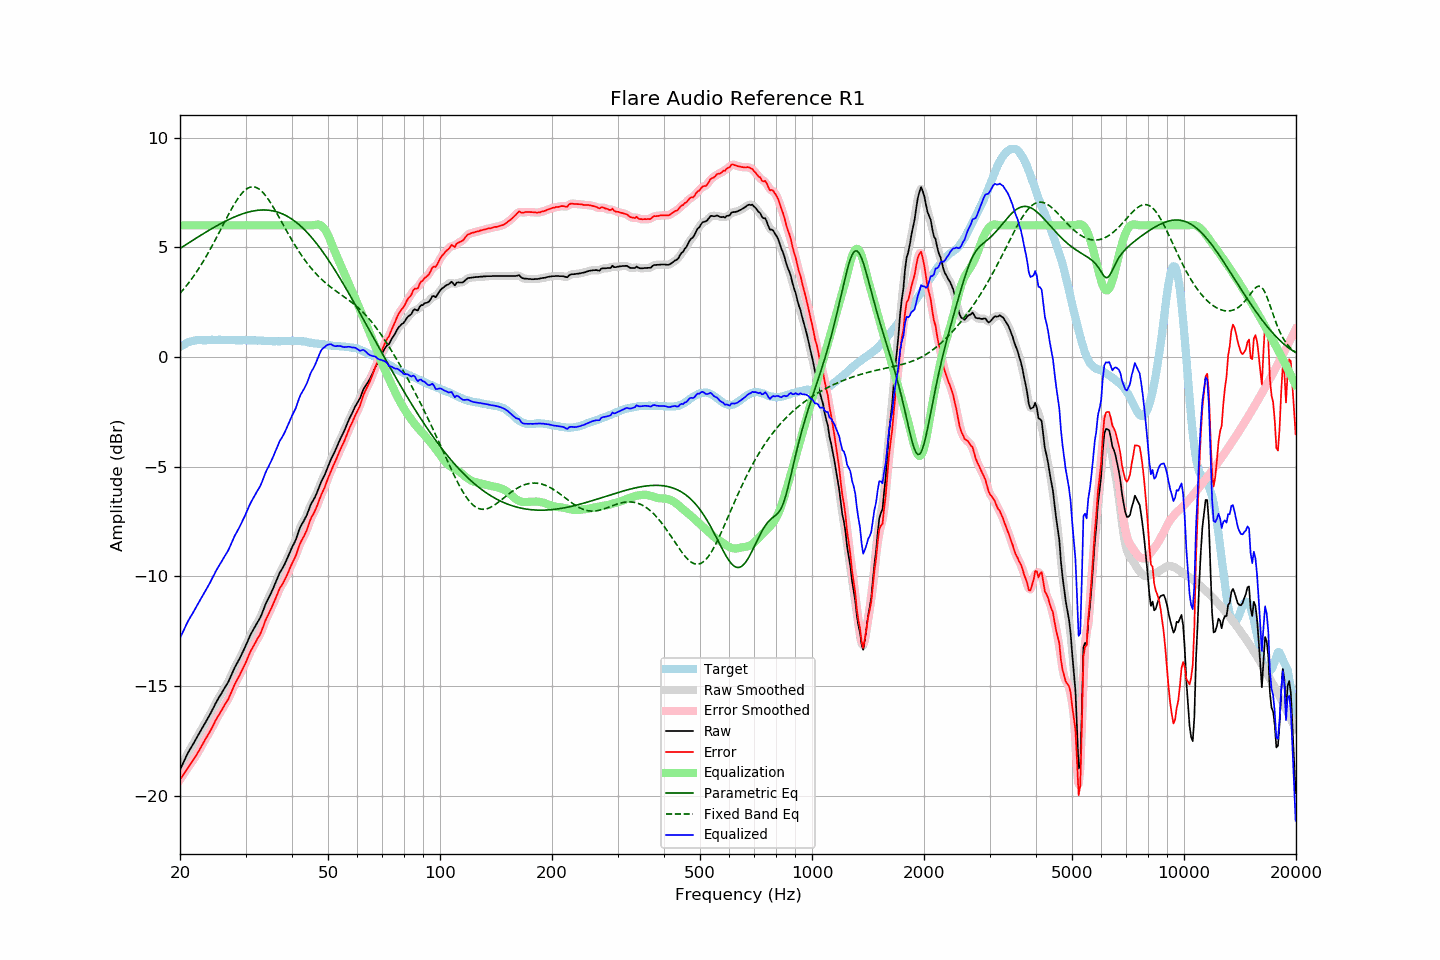 Flare Audio Reference R1
Amplitude (dBr)
10
5
0
−5
−10
−15
−20
Target
Raw Smoothed
Error Smoothed
Raw
Error
Equalization
Parametric Eq
Fixed Band Eq
Equalized
20 50 100 200 500 1000 2000 5000 10000 20000
Frequency (Hz)